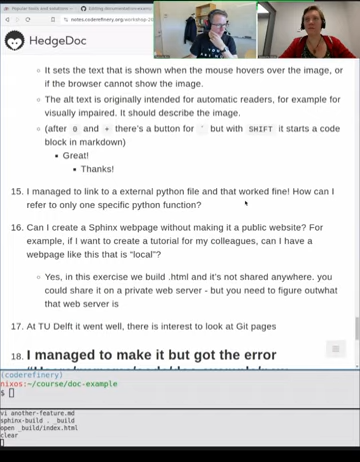 notes.coderefinery.org/workshop-2
HedgeDoc
It sets the text that is shown when the mouse hovers over the image, or
if the browser cannot show the image.
The alt text is originally intended for automatic readers, for example for
visually impaired. It should describe the image.
(after 0 and + there's a button for ` but with SHIFT it starts a code
block in markdown)
Great!
Thanks!
15. I managed to link to a external python file and that worked fine! How can I
refer to only one specific python function?
16. Can I create a Sphinx webpage without making it a public website? For
example, if I want to create a tutorial for my colleagues, can I have a
webpage like this that is "local"?
Yes, in this exercise we build .html and it's not shared anywhere. you
could share it on a private web server - but you need to figure outwhat
that web server is
17. At TU Delft it went well, there is interest to look at Git pages
18. I managed to make it but got the error
(coderefinery)
nixos:~/course/doc-example
$
vi another-feature.md
sphinx-build . _build
open _build/index.html
clear